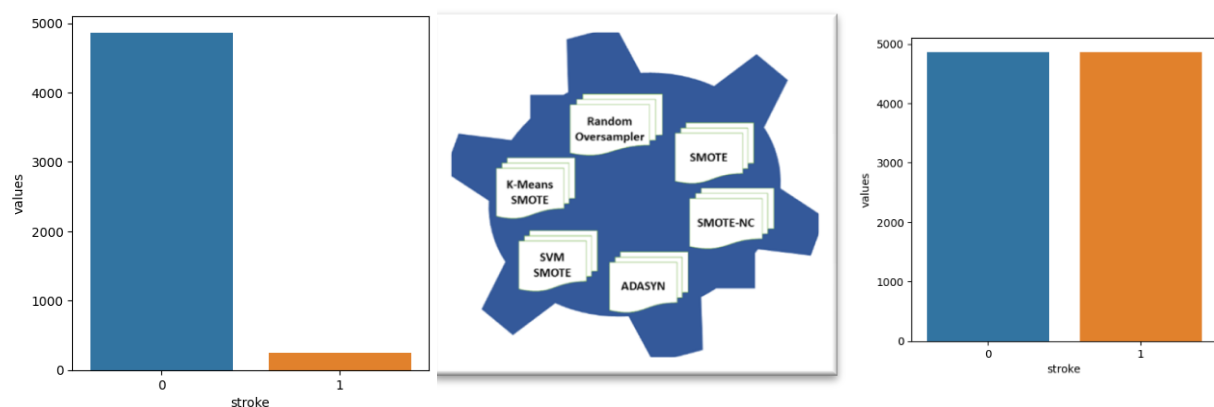 5000
4000
3000
2000
1000
0
values
0
1
stroke
Random
Oversampler
SMOTE
K-Means
SMOTE
SMOTE-NC
SVM
SMOTE
ADASYN
5000
4000
3000
2000
1000
0
values
0
1
stroke